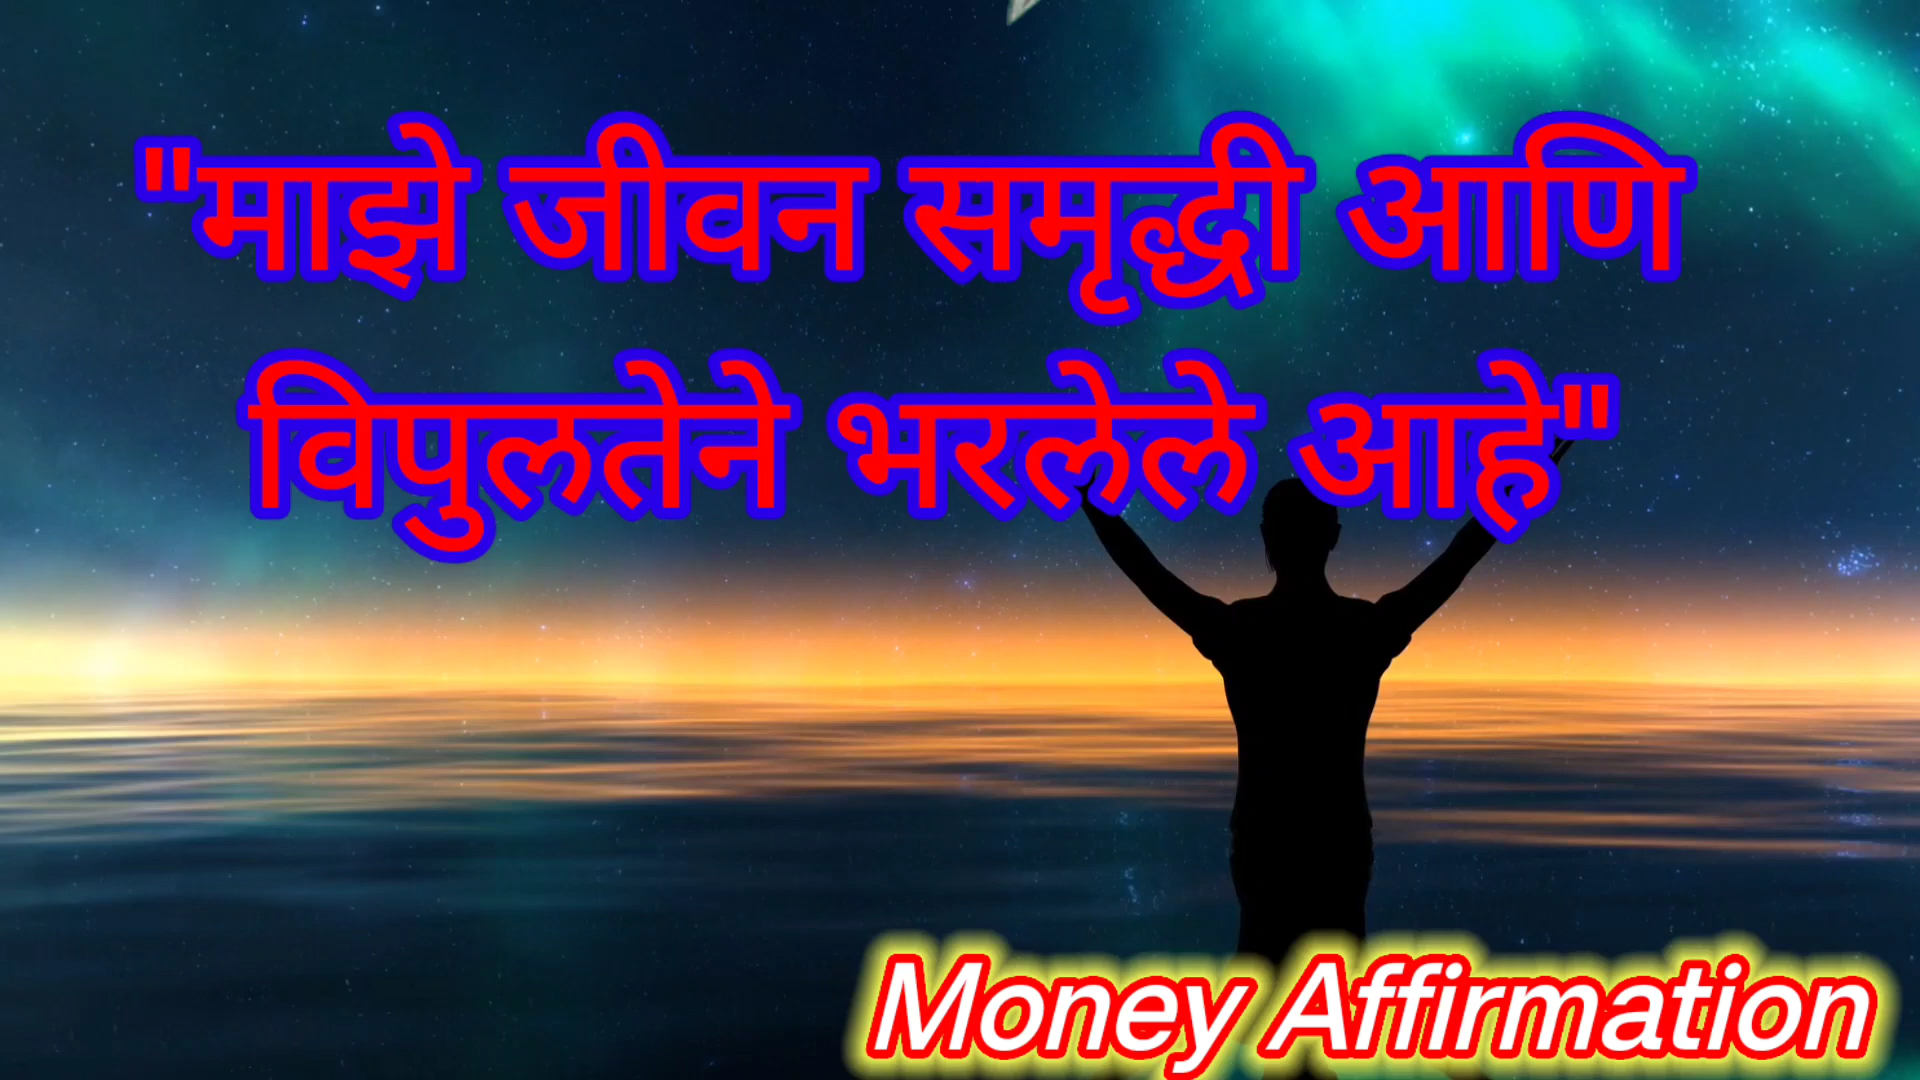 "माझे जीवन समृद्धी आणि
विपुलतेने भरलेले आहे"
Money Affirmation